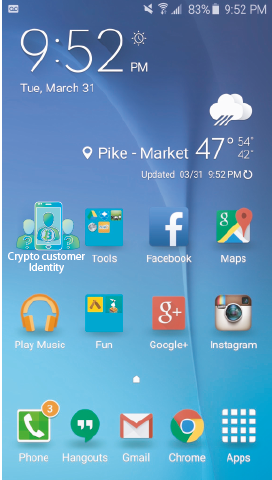 83% 9:52 PM
9:52 PM
Tue, March 31
Pike - Market 47° 54°
42°
Updated 03/31 9:52 PM
Crypto customer
Identity
Tools
Facebook
Maps
Play Music
Fun
Google+
Instagram
3
Phone
Hangouts
Gmail
Chrome
Apps